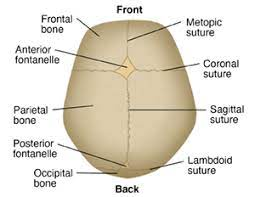 Front
Frontal
bone
Metopic
suture
Anterior
fontanelle
Coronal
suture
Parietal
bone
Sagittal
suture
Posterior
fontanelle
Lambdoid
suture
Occipital
bone
Back